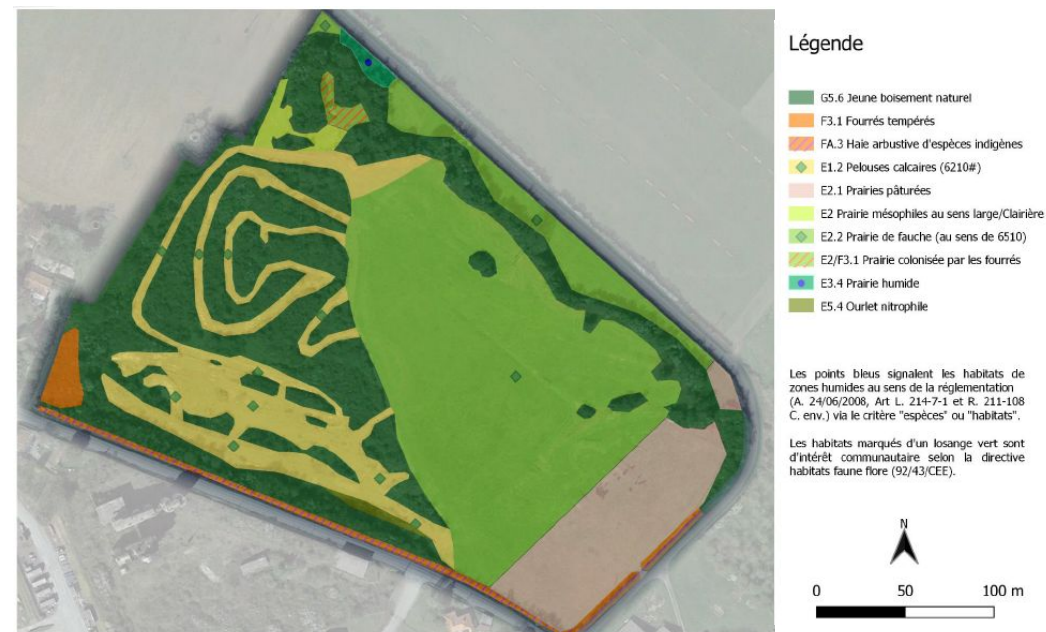 Légende
G5.6 Jeune boisement naturel
F3.1 Fourrés tempérés
FA.3 Haie arbustive d'espèces indigènes
E1.2 Pelouses calcaires (6210#)
E2.1 Prairies pâturées
E2 Prairie mésophiles au sens large/Clairière
E2.2 Prairie de fauche (au sens de 6510)
E2/F3.1 Prairie colonisée par les fourrés
E3.4 Prairie humide
E5.4 Ourlet nitrophile
Les points bleus signalent les habitats de
zones humides au sens de la réglementation
(A. 24/06/2008, Art L. 214-7-1 et R. 211-108
C. env.) via le critère "espèces" ou "habitats".
Les habitats marqués d'un losange vert sont
d'intérêt communautaire selon la directive
habitats faune flore (92/43/CEE).
N
0 50 100 m